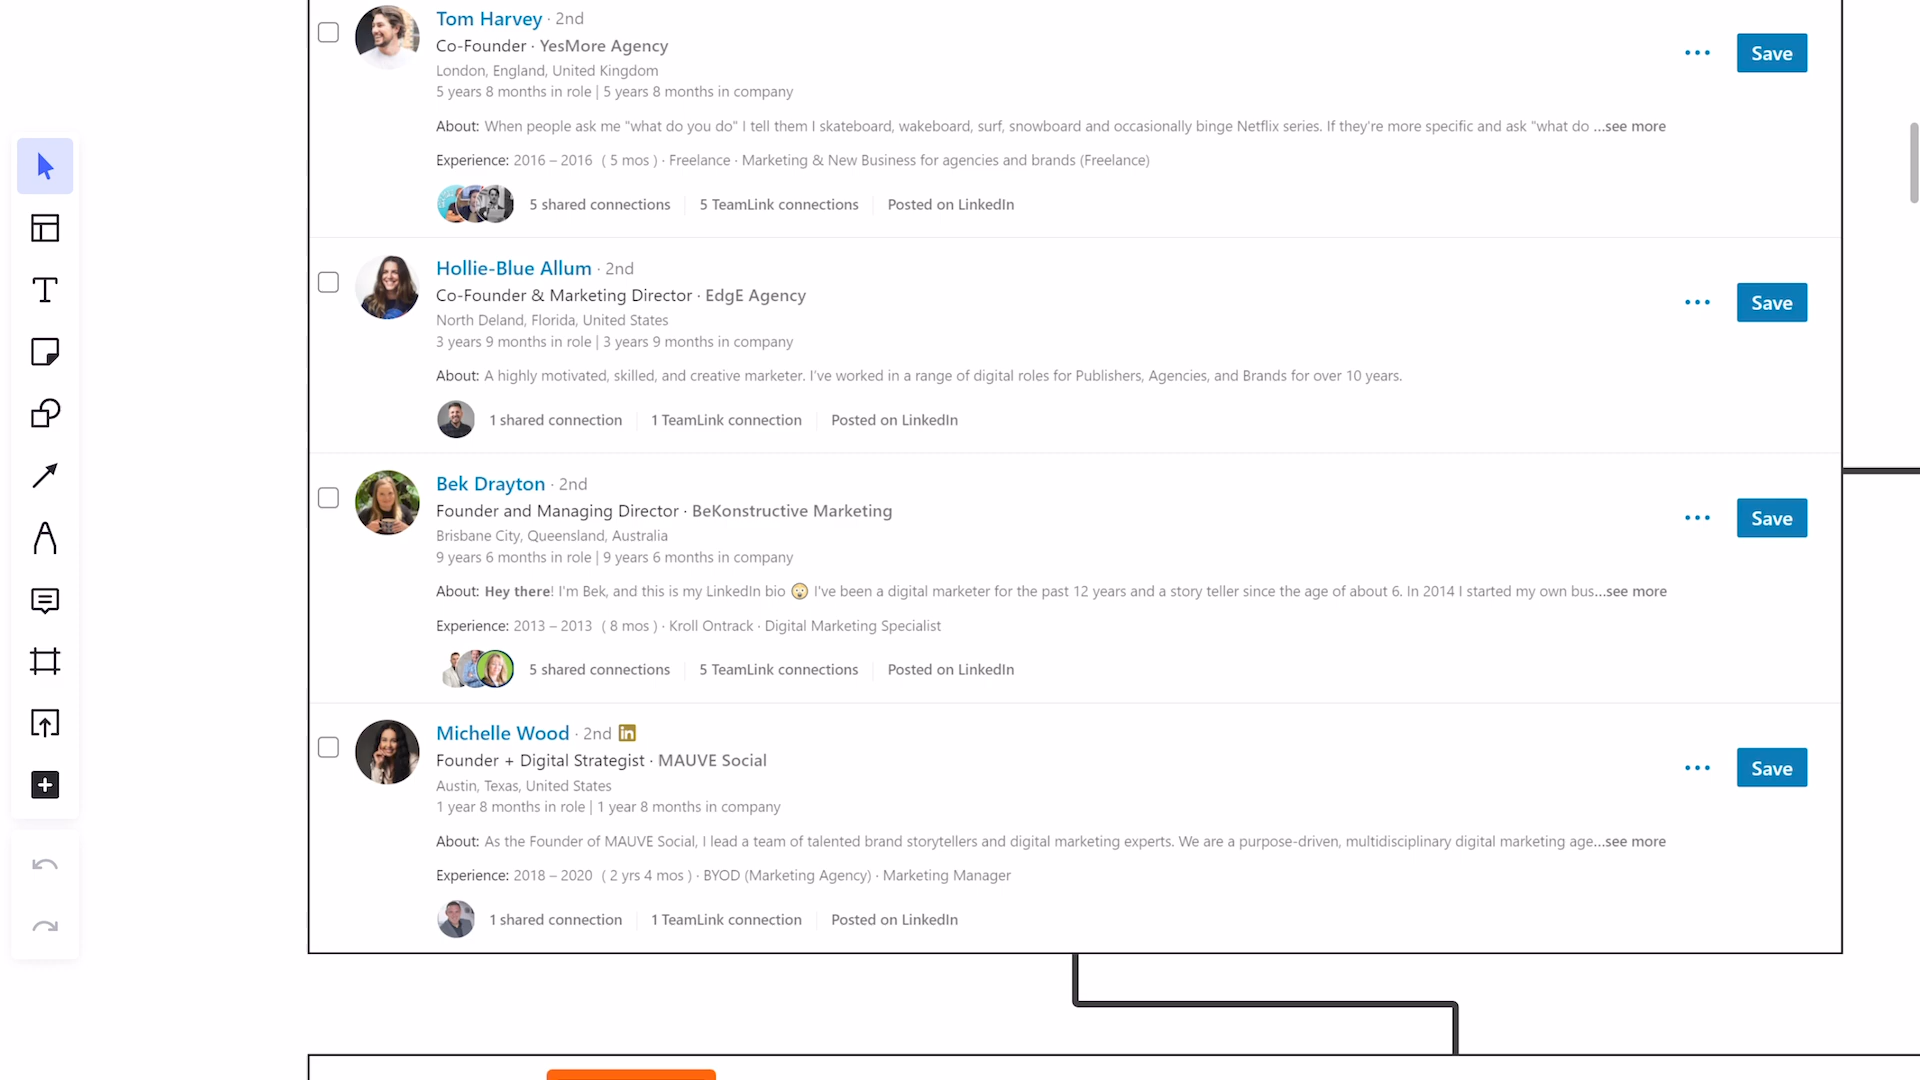 Tom Harvey · 2nd
Co-Founder · YesMore Agency
London, England, United Kingdom
5 years 8 months in role | 5 years 8 months in company
About: When people ask me "what do you do" I tell them I skateboard, wakeboard, surf, snowboard and occasionally binge Netflix series. If they're more specific and ask "what do ...see more
Experience: 2016 – 2016 ( 5 mos ) · Freelance · Marketing & New Business for agencies and brands (Freelance)
5 shared connections
5 TeamLink connections
Posted on LinkedIn
... Save
Hollie-Blue Allum · 2nd
Co-Founder & Marketing Director · EdgE Agency
North Deland, Florida, United States
3 years 9 months in role | 3 years 9 months in company
About: A highly motivated, skilled, and creative marketer. I've worked in a range of digital roles for Publishers, Agencies, and Brands for over 10 years.
1 shared connection
1 TeamLink connection
Posted on LinkedIn
... Save
Bek Drayton · 2nd
Founder and Managing Director · BeKonstructive Marketing
Brisbane City, Queensland, Australia
9 years 6 months in role | 9 years 6 months in company
About: Hey there! I'm Bek, and this is my LinkedIn bio 😮 I've been a digital marketer for the past 12 years and a story teller since the age of about 6. In 2014 I started my own bus...see more
Experience: 2013 – 2013 ( 8 mos ) · Kroll Ontrack · Digital Marketing Specialist
5 shared connections
5 TeamLink connections
Posted on LinkedIn
... Save
Michelle Wood · 2nd in
Founder + Digital Strategist · MAUVE Social
Austin, Texas, United States
1 year 8 months in role | 1 year 8 months in company
About: As the Founder of MAUVE Social, I lead a team of talented brand storytellers and digital marketing experts. We are a purpose-driven, multidisciplinary digital marketing age...see more
Experience: 2018 – 2020 ( 2 yrs 4 mos ) · BYOD (Marketing Agency) · Marketing Manager
1 shared connection
1 TeamLink connection
Posted on LinkedIn
... Save